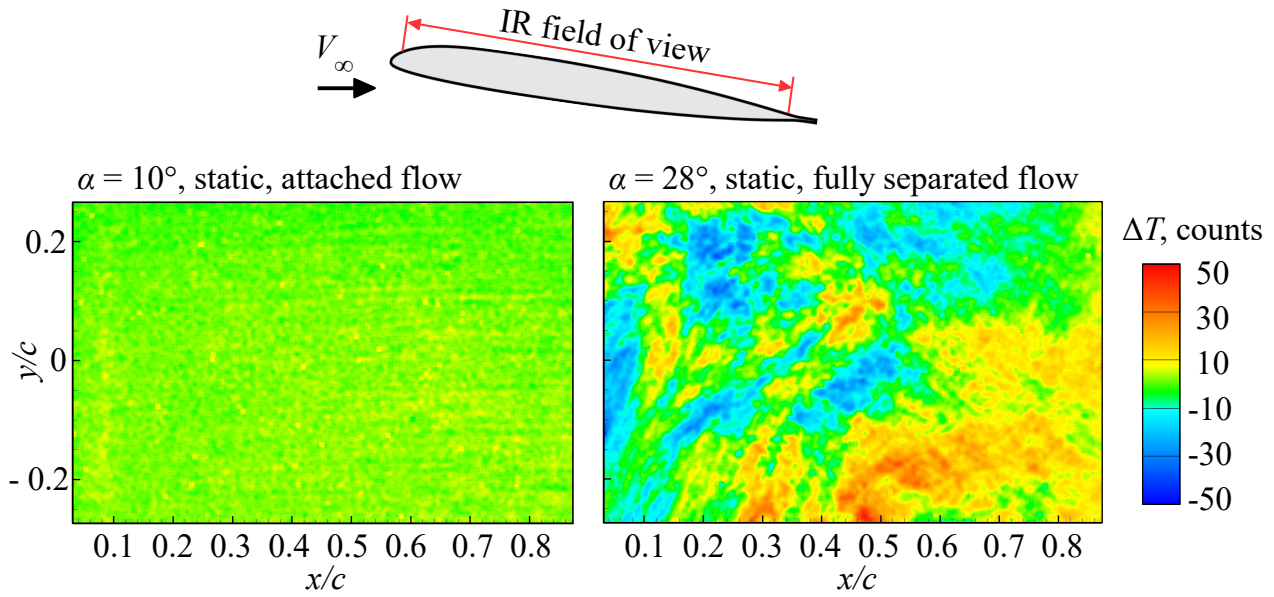 IR field of view
V∞
α = 10°, static, attached flow
α = 28°, static, fully separated flow
ΔT, counts
y/c
0.2
0
- 0.2
0.1 0.2 0.3 0.4 0.5 0.6 0.7 0.8
x/c
0.1 0.2 0.3 0.4 0.5 0.6 0.7 0.8
x/c
50
30
10
-10
-30
-50